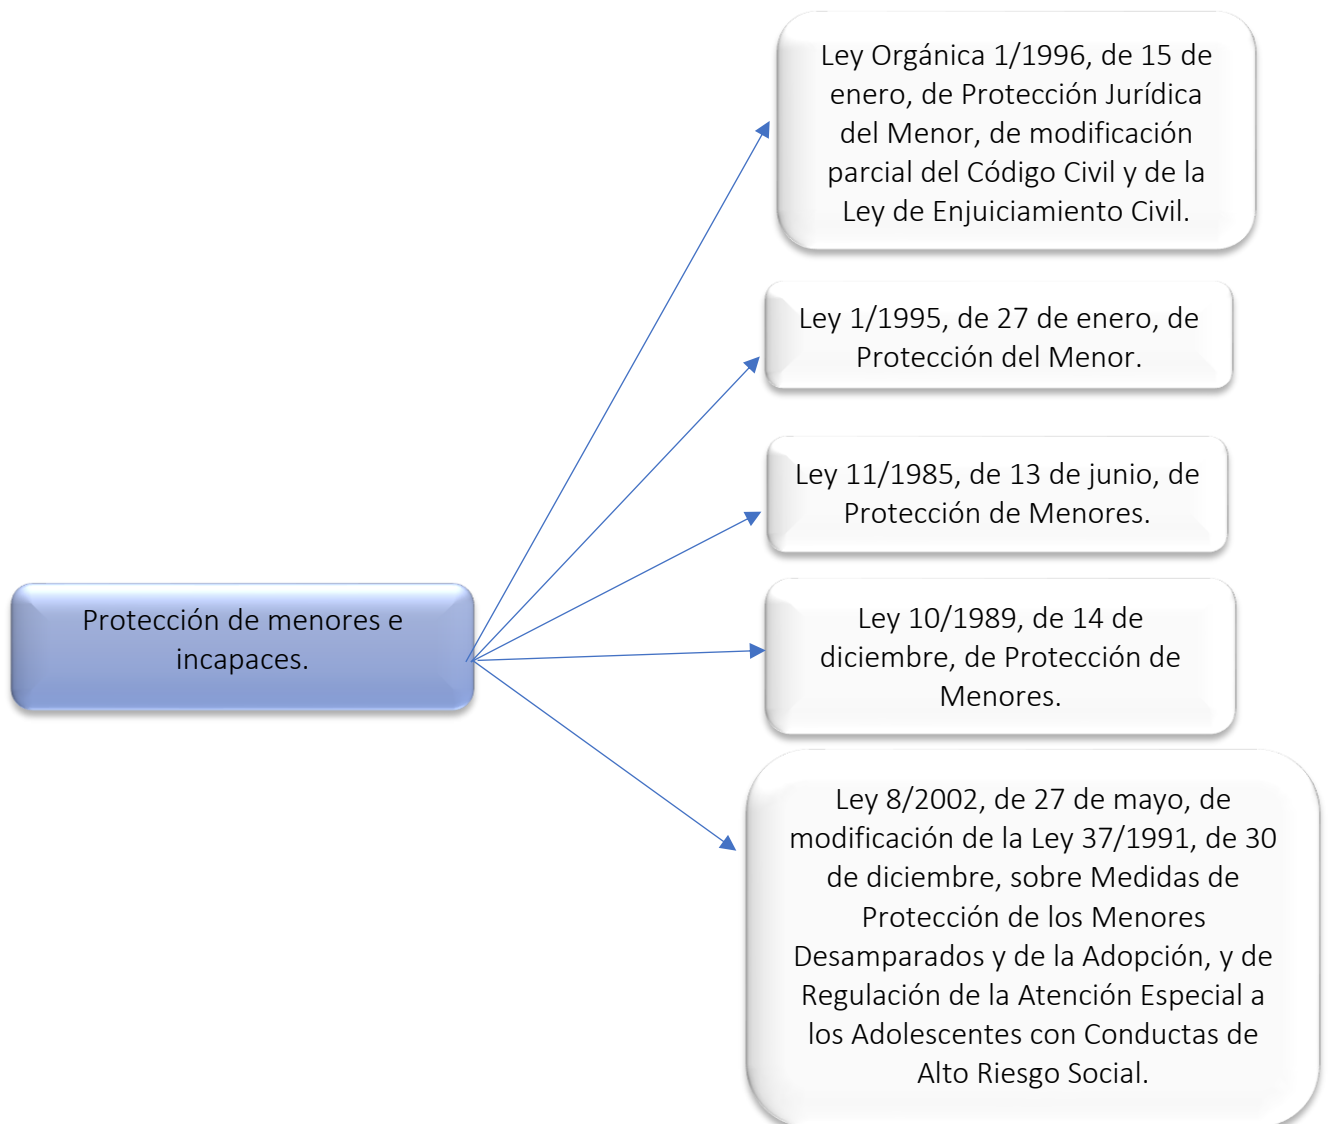 Ley Orgánica 1/1996, de 15 de
enero, de Protección Jurídica
del Menor, de modificación
parcial del Código Civil y de la
Ley de Enjuiciamiento Civil.
Ley 1/1995, de 27 de enero, de
Protección del Menor.
Ley 11/1985, de 13 de junio, de
Protección de Menores.
Protección de menores e
incapaces.
Ley 10/1989, de 14 de
diciembre, de Protección de
Menores.
Ley 8/2002, de 27 de mayo, de
modificación de la Ley 37/1991, de 30
de diciembre, sobre Medidas de
Protección de los Menores
Desamparados y de la Adopción, y de
Regulación de la Atención Especial a
los Adolescentes con Conductas de
Alto Riesgo Social.